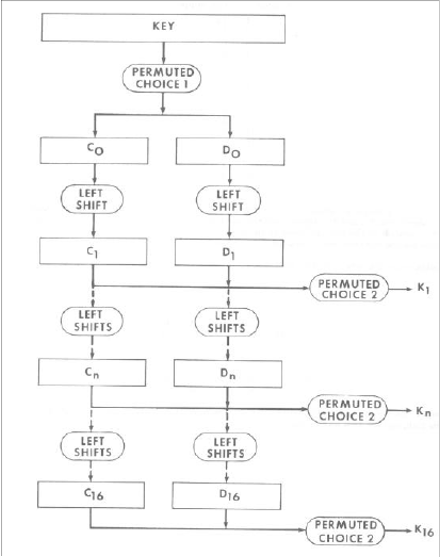 KEY
PERMUTED
CHOICE 1
C0
D0
LEFT
SHIFT
LEFT
SHIFT
C1
D1
PERMUTED
CHOICE 2
K1
LEFT
SHIFTS
LEFT
SHIFTS
Cn
Dn
PERMUTED
CHOICE 2
Kn
LEFT
SHIFTS
LEFT
SHIFTS
C16
D16
PERMUTED
CHOICE 2
K16